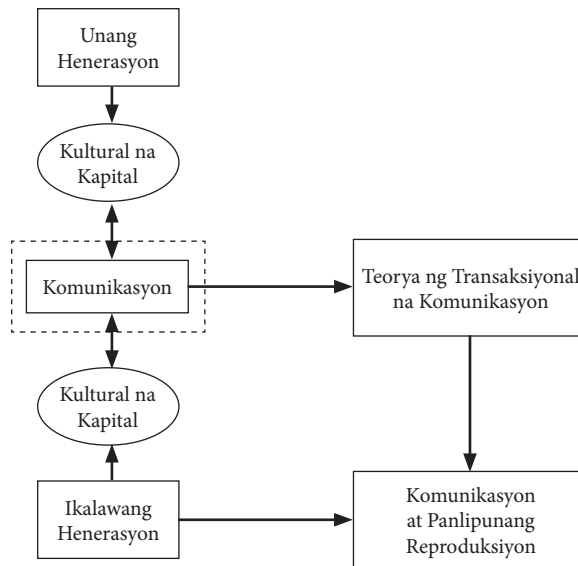 Unang
Henerasyon
Kultural na
Kapital
Komunikasyon
Teorya ng Transaksiyonal
na Komunikasyon
Kultural na
Kapital
Ikalawang
Henerasyon
Komunikasyon
at Panlipunang
Reproduksiyon